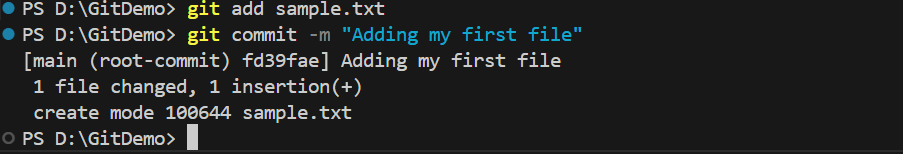 PS D:\GitDemo> git add sample.txt
PS D:\GitDemo> git commit -m "Adding my first file"
[main (root-commit) fd39fae] Adding my first file
 1 file changed, 1 insertion(+)
 create mode 100644 sample.txt
PS D:\GitDemo>